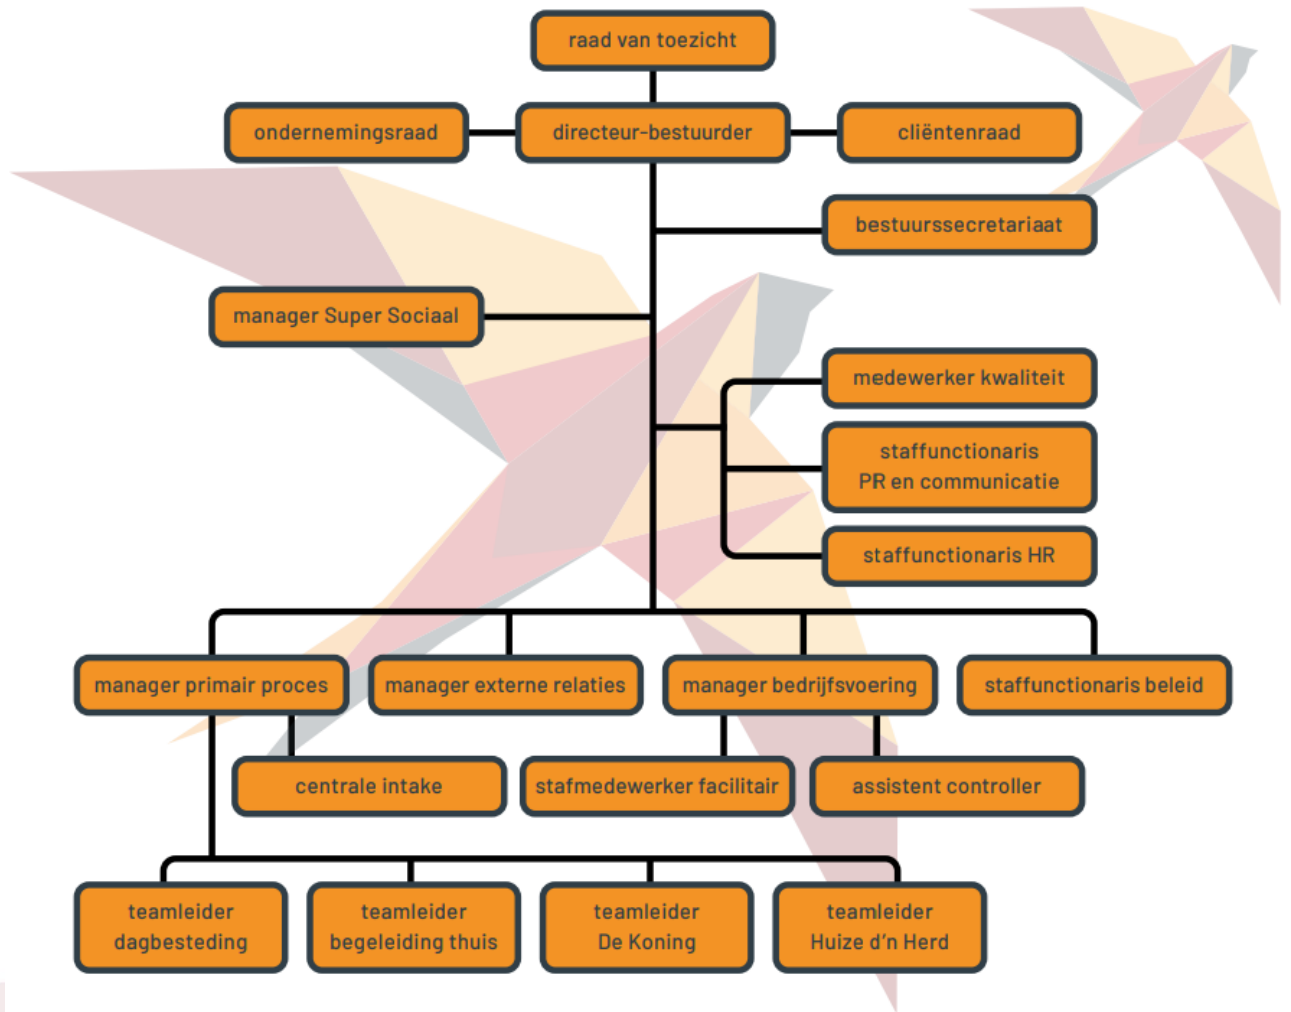 raad van toezicht
ondernemingsraad
directeur-bestuurder
cliëntenraad
bestuurssecretariaat
manager Super Sociaal
medewerker kwaliteit
staffunctionaris
PR en communicatie
staffunctionaris HR
manager primair proces
manager externe relaties
manager bedrijfsvoering
staffunctionaris beleid
centrale intake
stafmedewerker facilitair
assistent controller
teamleider
dagbesteding
teamleider
begeleiding thuis
teamleider
De Koning
teamleider
Huize d’n Herd